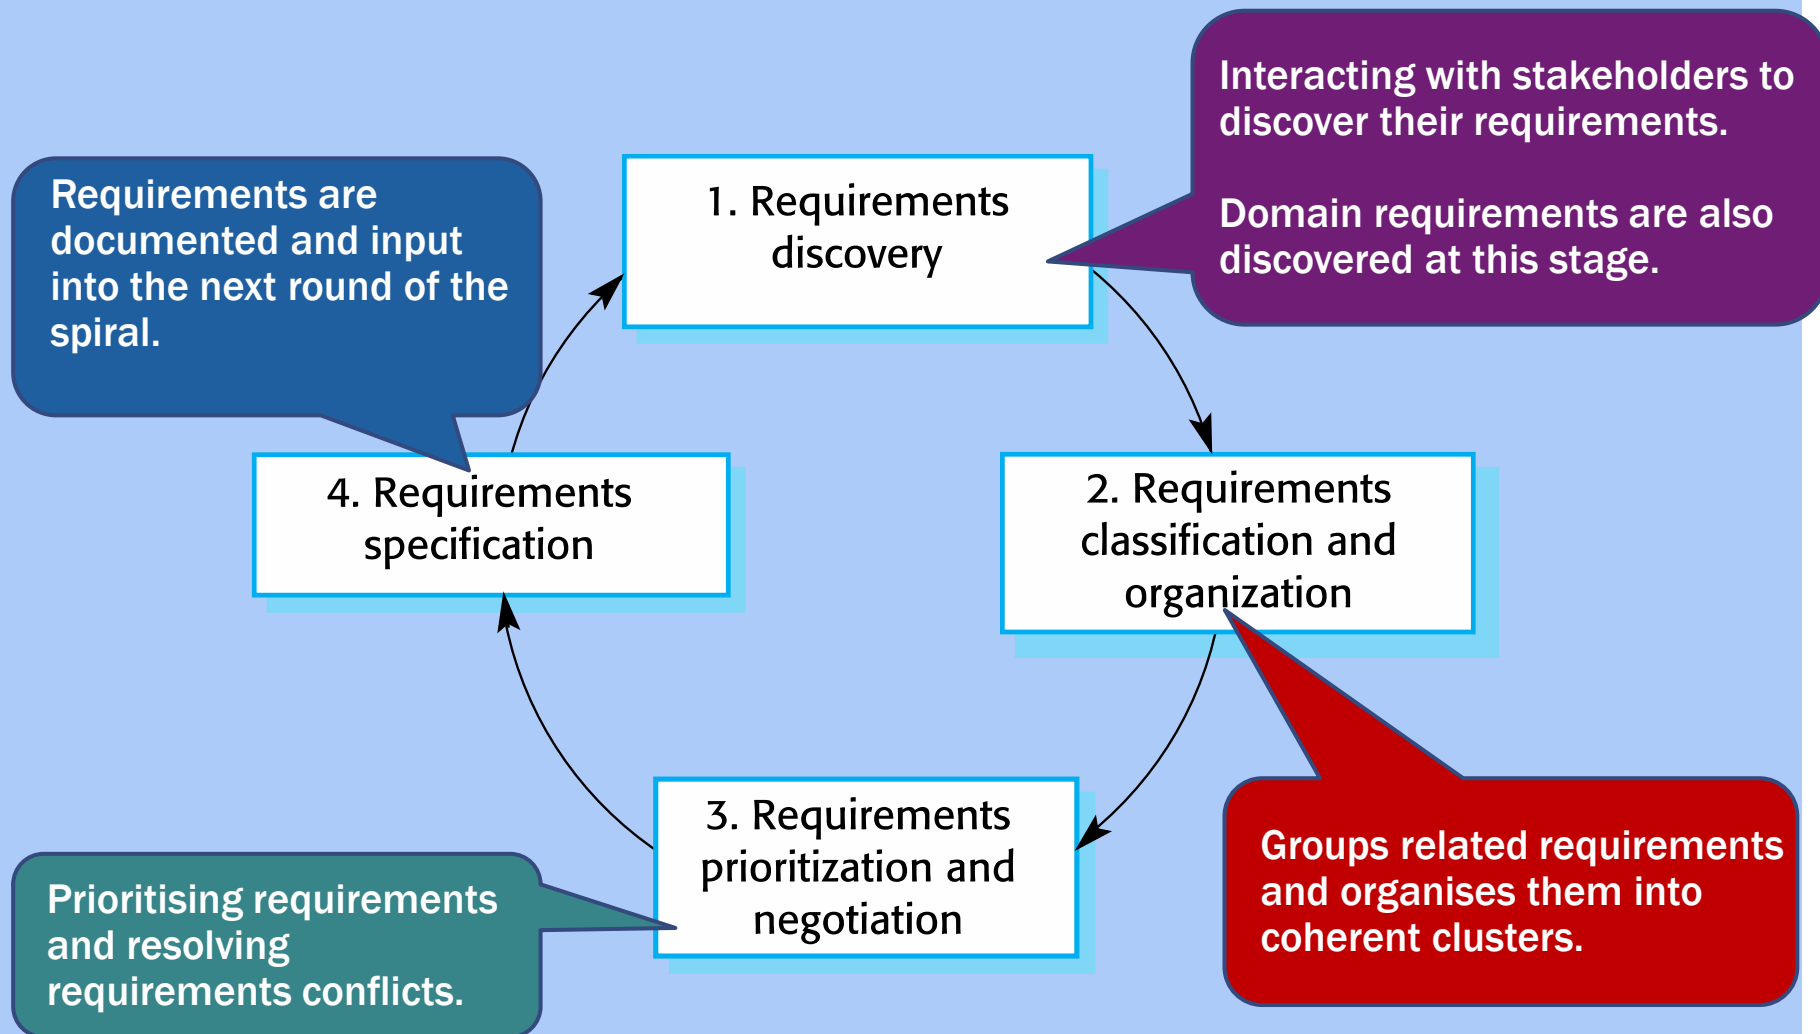 Interacting with stakeholders to
discover their requirements.
Domain requirements are also
discovered at this stage.
Requirements are
documented and input
into the next round of the
spiral.
1. Requirements
discovery
4. Requirements
specification
2. Requirements
classification and
organization
3. Requirements
prioritization and
negotiation
Groups related requirements
and organises them into
coherent clusters.
Prioritising requirements
and resolving
requirements conflicts.